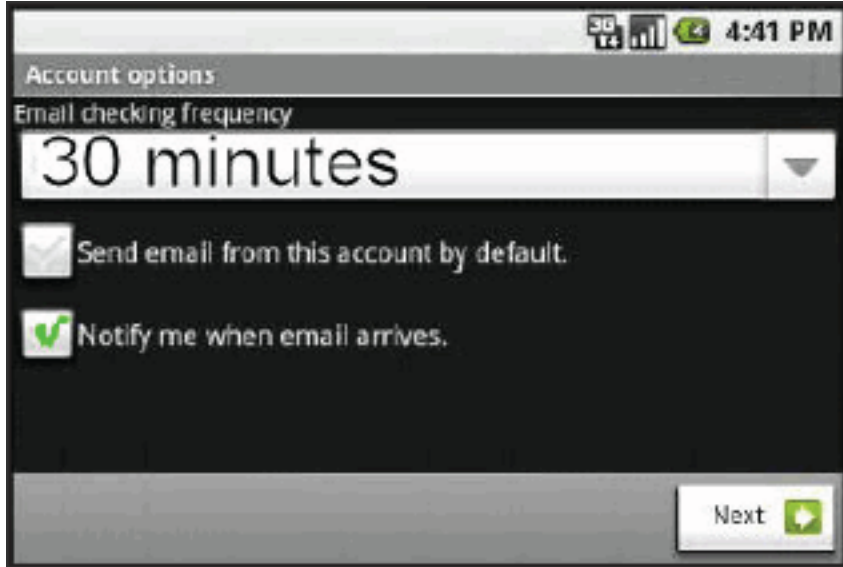 3G
4:41 PM
Account options
Email checking frequency
30 minutes
Send email from this account by default.
Notify me when email arrives.
Next